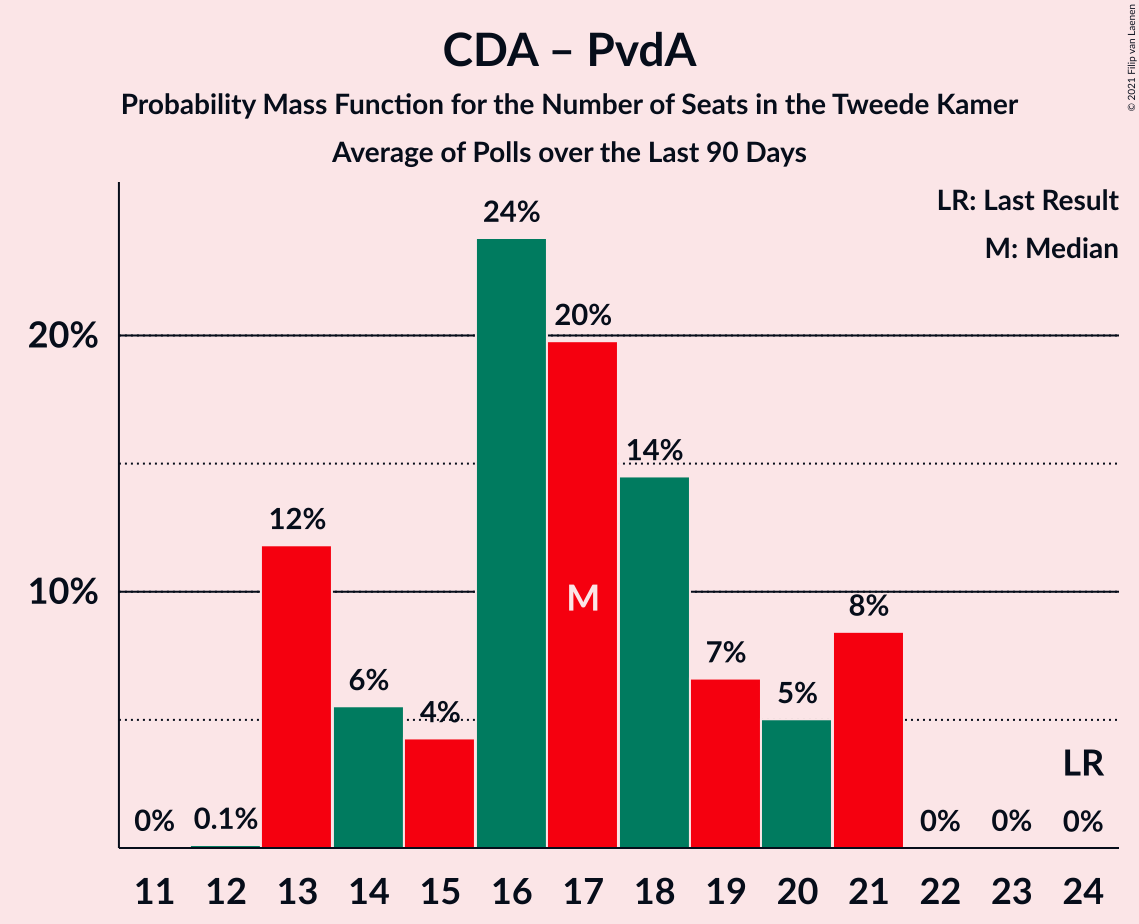 CDA – PvdA
Probability Mass Function for the Number of Seats in the Tweede Kamer
Average of Polls over the Last 90 Days
© 2021 Filip van Laenen
LR: Last Result
M: Median
24%
20%
20%
14%
12%
10%
M
8%
7%
6%
5%
4%
LR
0%
0.1%
0%
0%
0%
11 12 13 14 15 16 17 18 19 20 21 22 23 24